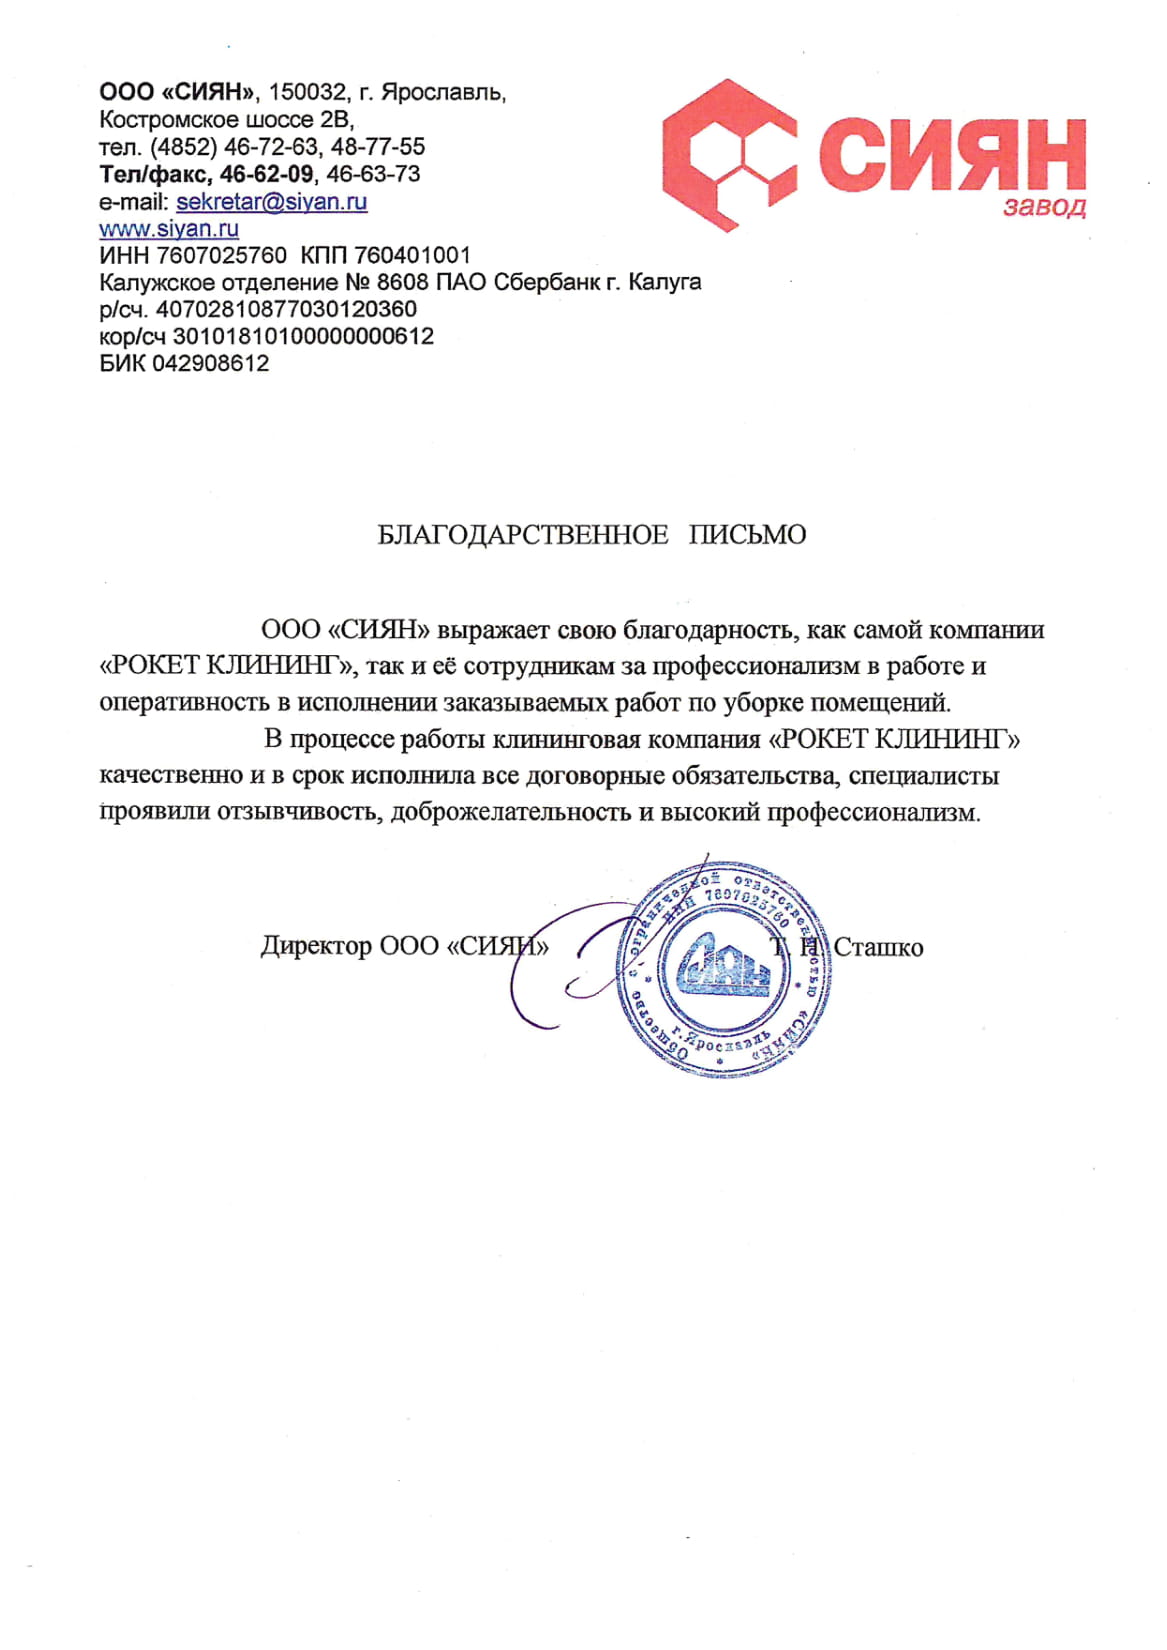 ООО «СИЯН», 150032, г. Ярославль,
Костромское шоссе 2В,
тел. (4852) 46-72-63, 48-77-55
Тел/факс, 46-62-09, 46-63-73
e-mail: sekretar@siyan.ru
www.siyan.ru
ИНН 7607025760 КПП 760401001
Калужское отделение № 8608 ПАО Сбербанк г. Калуга
р/сч. 40702810877030120360
кор/сч 30101810100000000612
БИК 042908612
СИЯН
завод
БЛАГОДАРСТВЕННОЕ ПИСЬМО
ООО «СИЯН» выражает свою благодарность, как самой компании
«РОКЕТ КЛИНИНГ», так и её сотрудникам за профессионализм в работе и
оперативность в исполнении заказываемых работ по уборке помещений.
В процессе работы клининговая компания «РОКЕТ КЛИНИНГ»
качественно и в срок исполнила все договорные обязательства, специалисты
проявили отзывчивость, доброжелательность и высокий профессионализм.
Директор ООО «СИЯН» Т. Н. Сташко
Общество с ограниченной ответственностью «СИЯН»
ИНН 7607025760
СИЯН
г. Ярославль